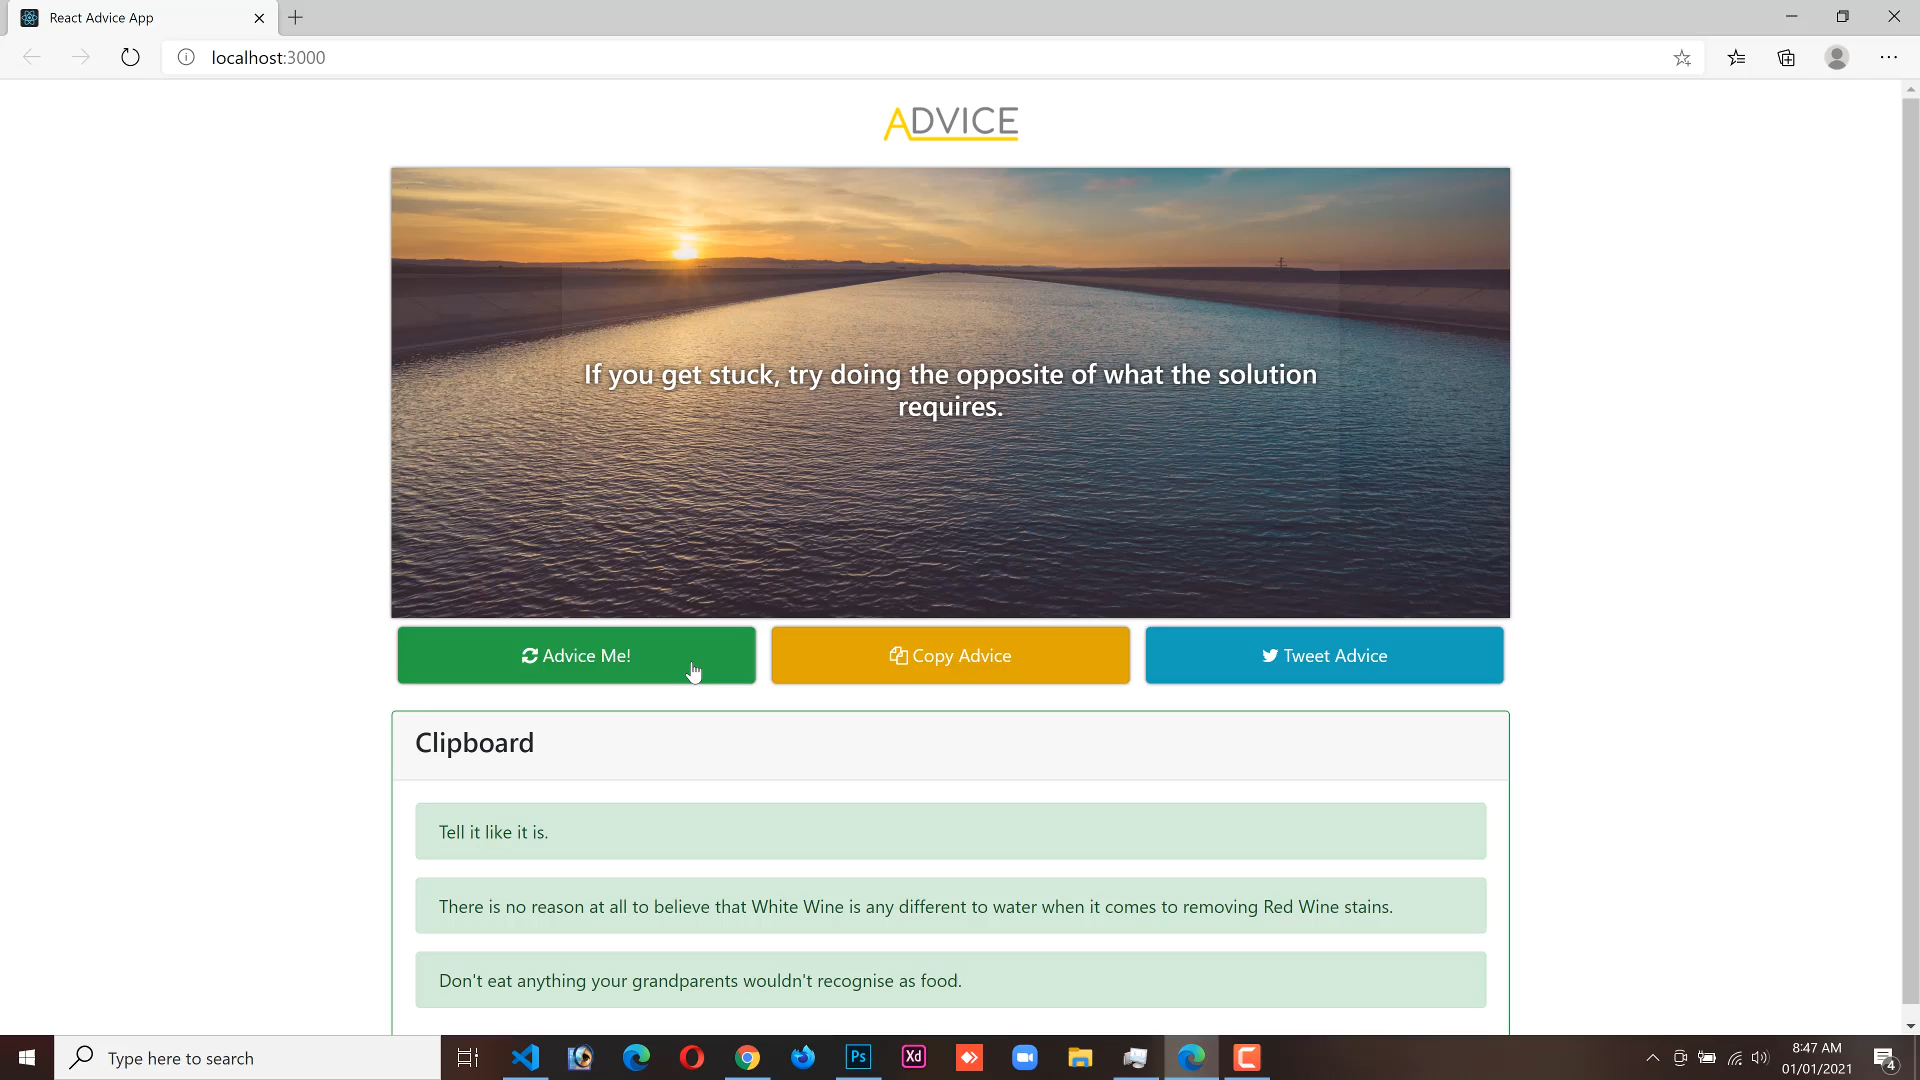 React Advice App
localhost:3000
ADVICE
If you get stuck, try doing the opposite of what the solution
requires.
Advice Me!
Copy Advice
Tweet Advice
Clipboard
Tell it like it is.
There is no reason at all to believe that White Wine is any different to water when it comes to removing Red Wine stains.
Don't eat anything your grandparents wouldn't recognise as food.
Type here to search
Ps
Xd
8:47 AM
01/01/2021
4